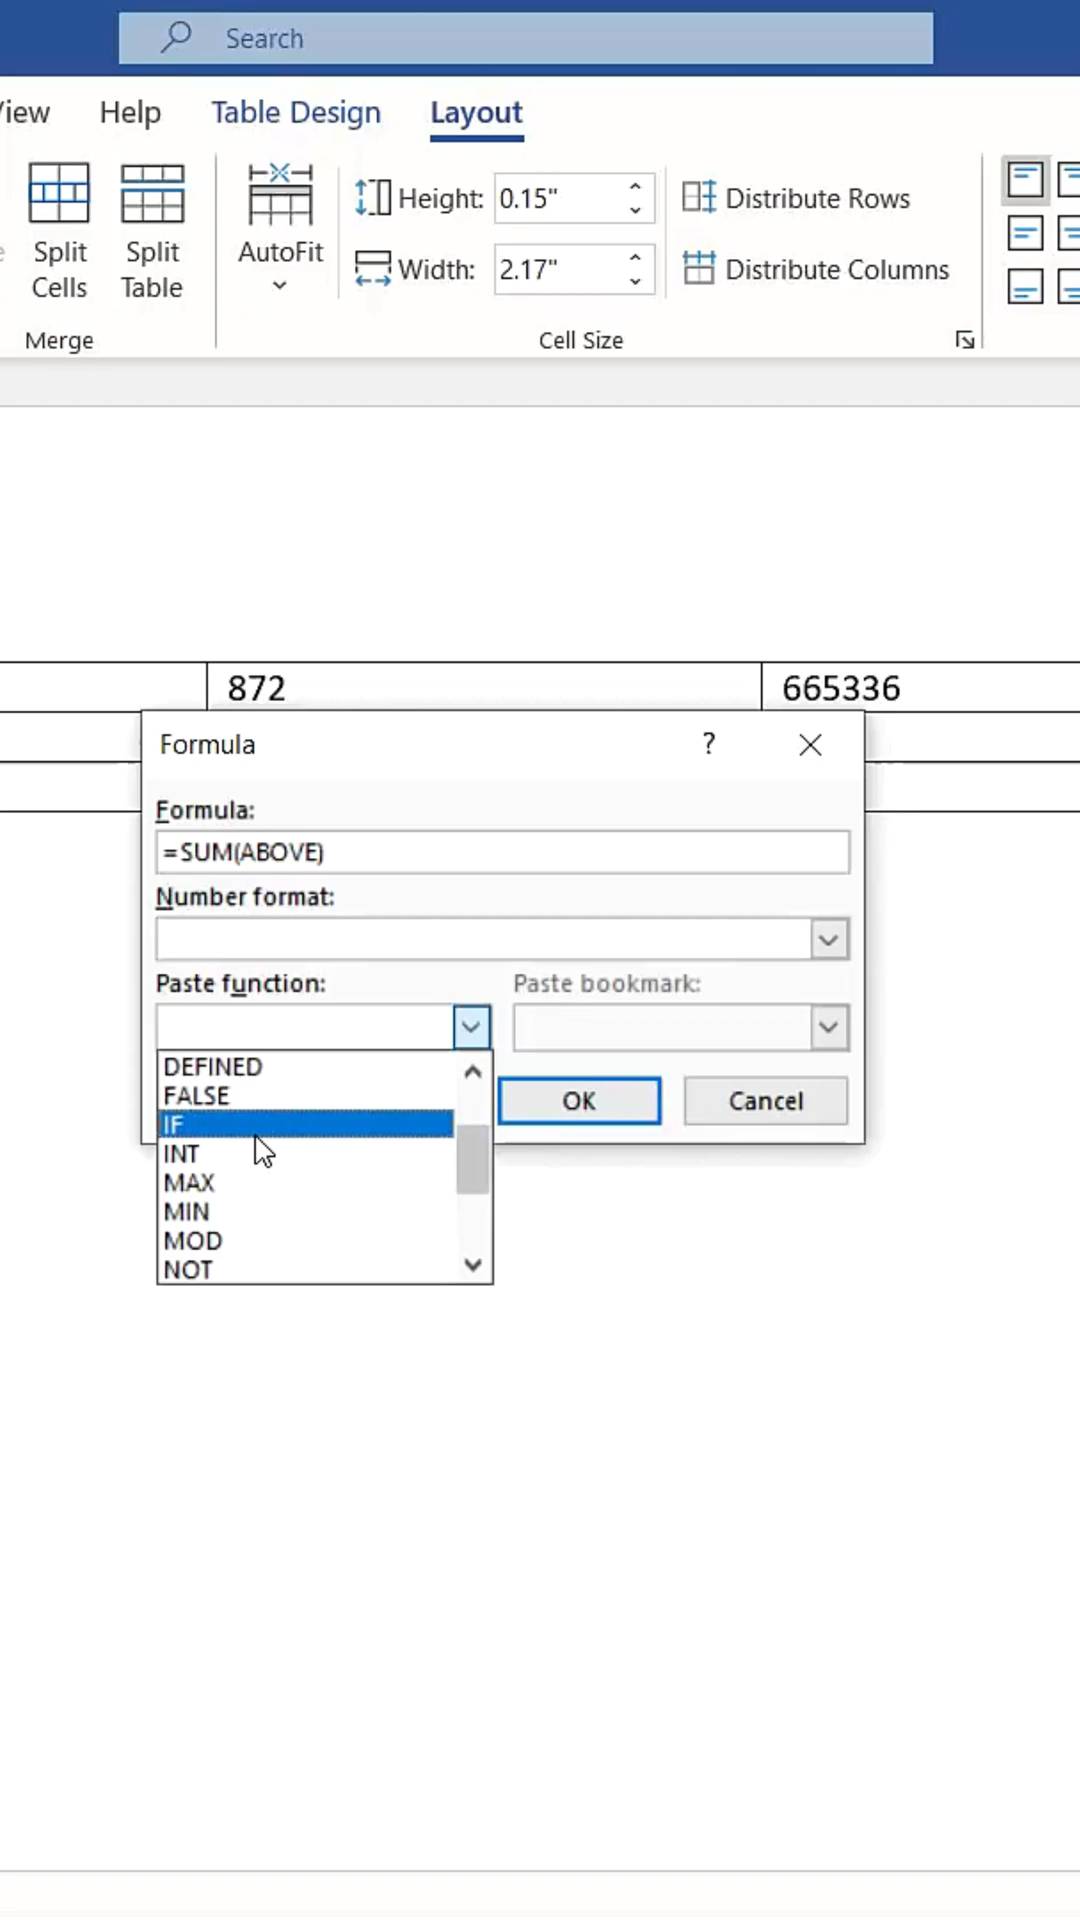 Search
View Help Table Design Layout
Split Cells
Split Table
AutoFit
Height: 0.15"
Width: 2.17"
Distribute Rows
Distribute Columns
Merge
Cell Size
872 665336
Formula ?
Formula:
=SUM(ABOVE)
Number format:
Paste function: Paste bookmark:
DEFINED
FALSE
IF
INT
MAX
MIN
MOD
NOT
OK Cancel